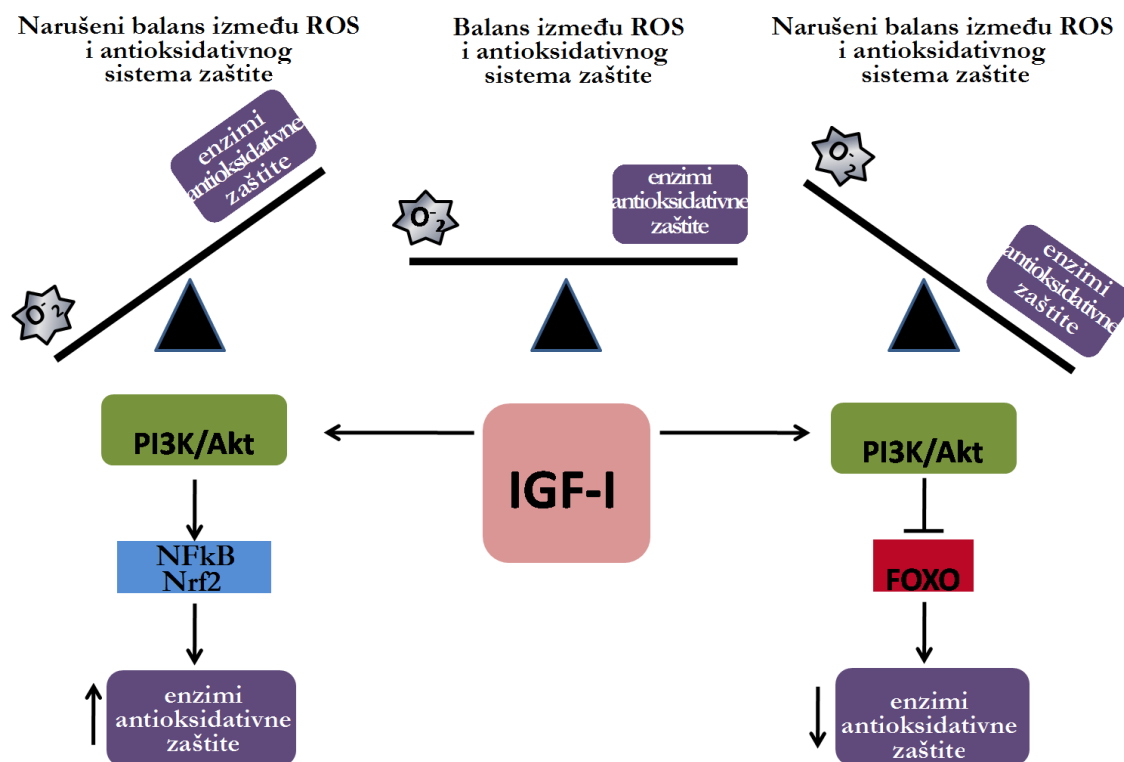 Narušeni balans između ROS
i antioksidativnog
sistema zaštite
Balans između ROS
i antioksidativnog
sistema zaštite
Narušeni balans između ROS
i antioksidativnog
sistema zaštite
enzimi
antioksidativne
zaštite
O₂⁻
O₂⁻
enzimi
antioksidativne
zaštite
O₂⁻
enzimi
antioksidativne
zaštite
PI3K/Akt
IGF-I
PI3K/Akt
NFkB
Nrf2
FOXO
enzimi
antioksidativne
zaštite
enzimi
antioksidativne
zaštite